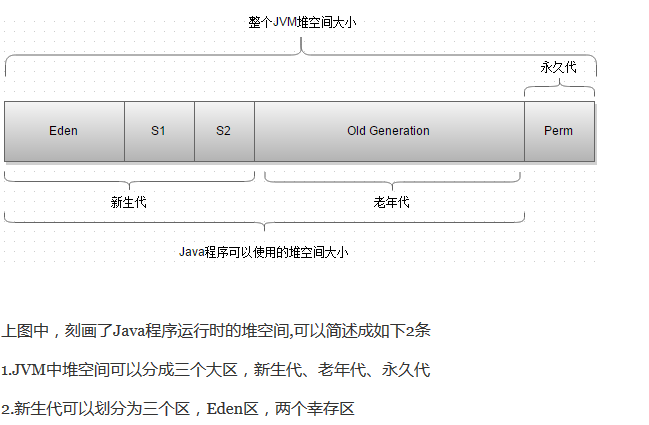 整个JVM堆空间大小
永久代
Eden S1 S2 Old Generation Perm
新生代 老年代
Java程序可以使用的堆空间大小
上图中，刻画了Java程序运行时的堆空间,可以简述成如下2条
1.JVM中堆空间可以分成三个大区，新生代、老年代、永久代
2.新生代可以划分为三个区，Eden区，两个幸存区